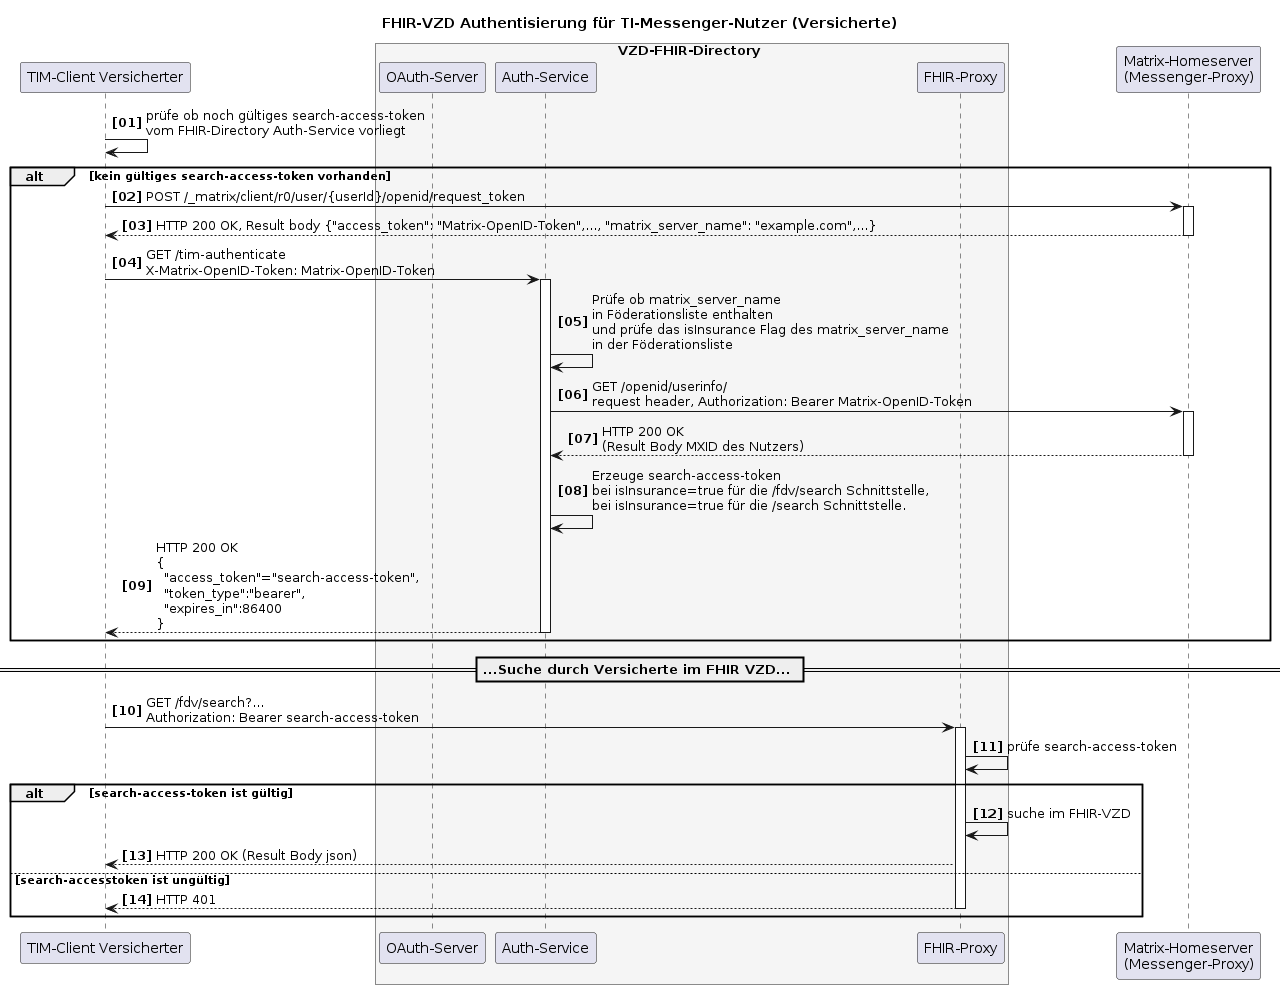 FHIR-VZD Authentisierung für TI-Messenger-Nutzer (Versicherte)
VZD-FHIR-Directory
TIM-Client Versicherter
OAuth-Server
Auth-Service
FHIR-Proxy
Matrix-Homeserver
(Messenger-Proxy)
[01] prüfe ob noch gültiges search-access-token
vom FHIR-Directory Auth-Service vorliegt
alt [kein gültiges search-access-token vorhanden]
[02] POST /_matrix/client/r0/user/{userId}/openid/request_token
[03] HTTP 200 OK, Result body {"access_token": "Matrix-OpenID-Token",..., "matrix_server_name": "example.com",...}
[04] GET /tim-authenticate
X-Matrix-OpenID-Token: Matrix-OpenID-Token
[05] Prüfe ob matrix_server_name
in Föderationsliste enthalten
und prüfe das isInsurance Flag des matrix_server_name
in der Föderationsliste
[06] GET /openid/userinfo/
request header, Authorization: Bearer Matrix-OpenID-Token
[07] HTTP 200 OK
(Result Body MXID des Nutzers)
[08] Erzeuge search-access-token
bei isInsurance=true für die /fdv/search Schnittstelle,
bei isInsurance=true für die /search Schnittstelle.
[09] HTTP 200 OK
{
"access_token"="search-access-token",
"token_type":"bearer",
"expires_in":86400
}
...Suche durch Versicherte im FHIR VZD...
[10] GET /fdv/search?...
Authorization: Bearer search-access-token
[11] prüfe search-access-token
alt [search-access-token ist gültig]
[12] suche im FHIR-VZD
[13] HTTP 200 OK (Result Body json)
[search-accesstoken ist ungültig]
[14] HTTP 401
TIM-Client Versicherter
OAuth-Server
Auth-Service
FHIR-Proxy
Matrix-Homeserver
(Messenger-Proxy)